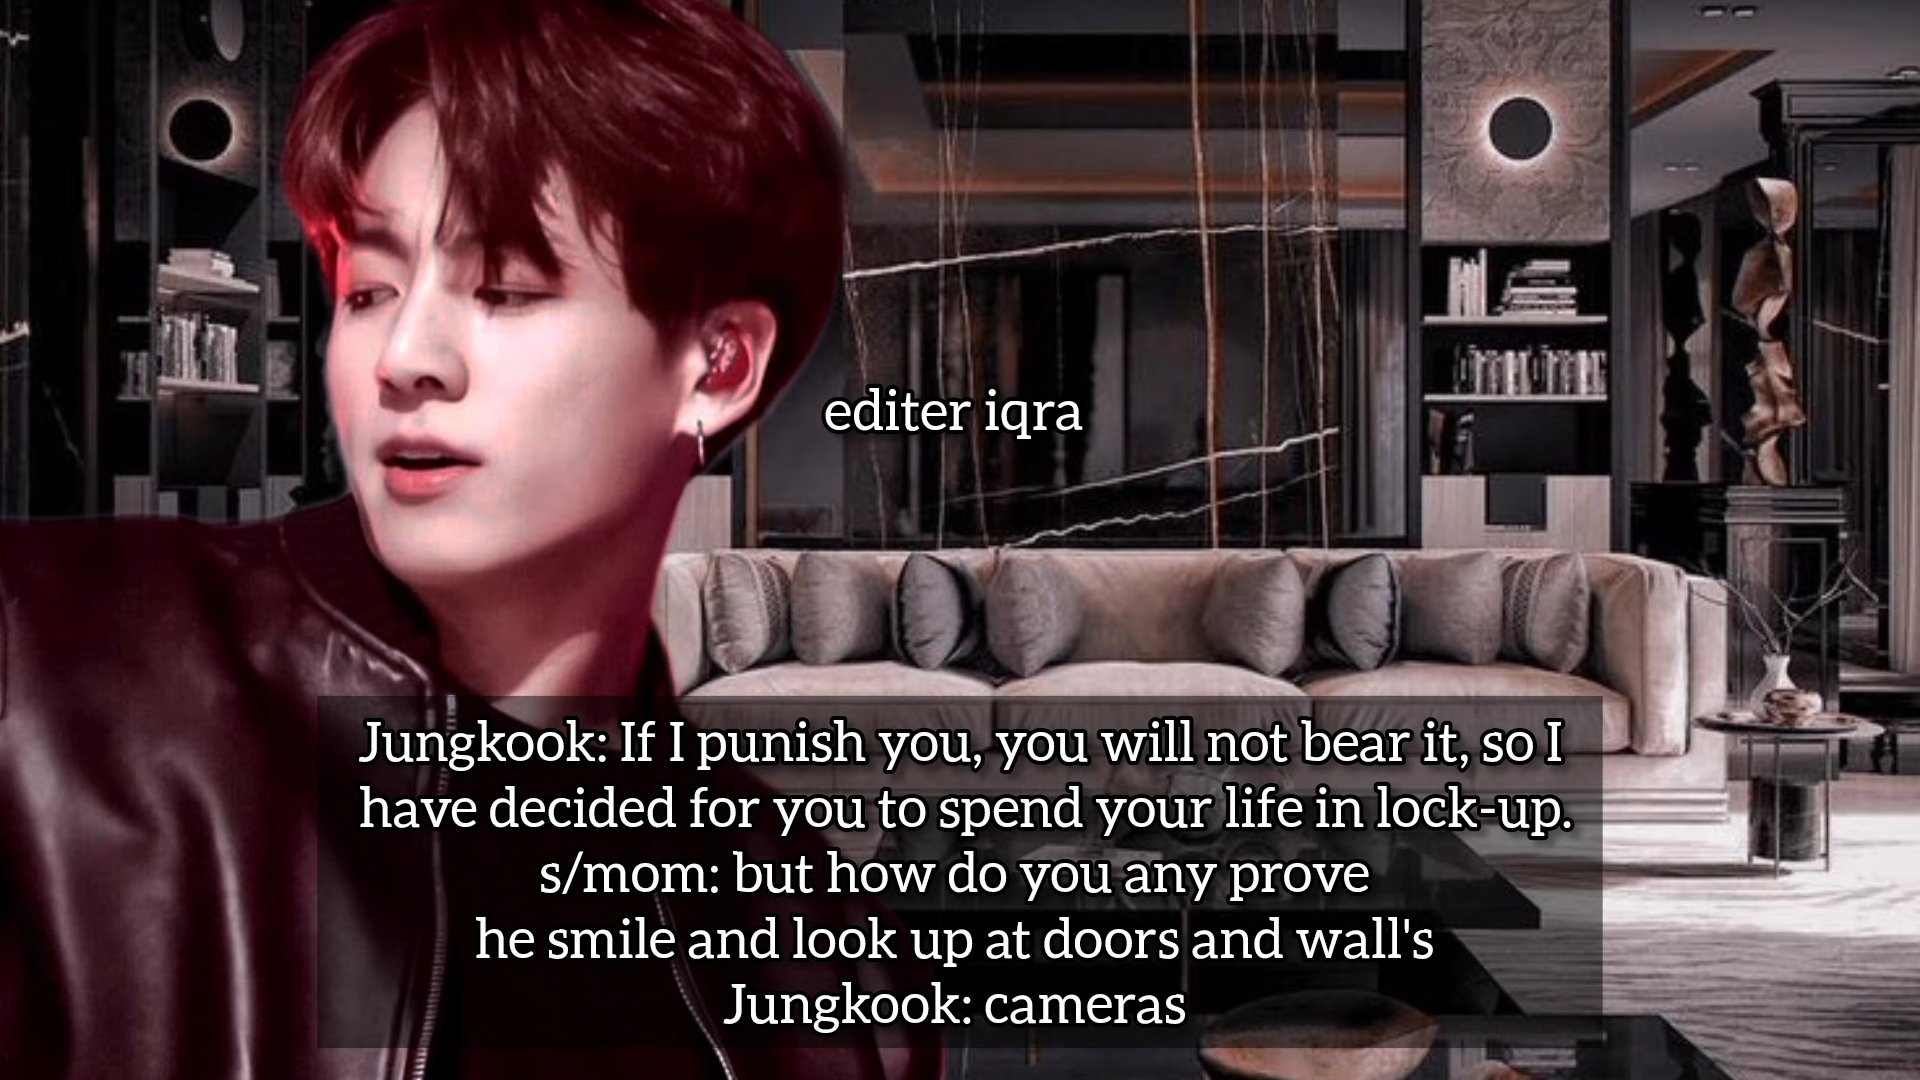 editer iqra
Jungkook: If I punish you, you will not bear it, so I
have decided for you to spend your life in lock-up.
s/mom: but how do you any prove
he smile and look up at doors and wall's
Jungkook: cameras